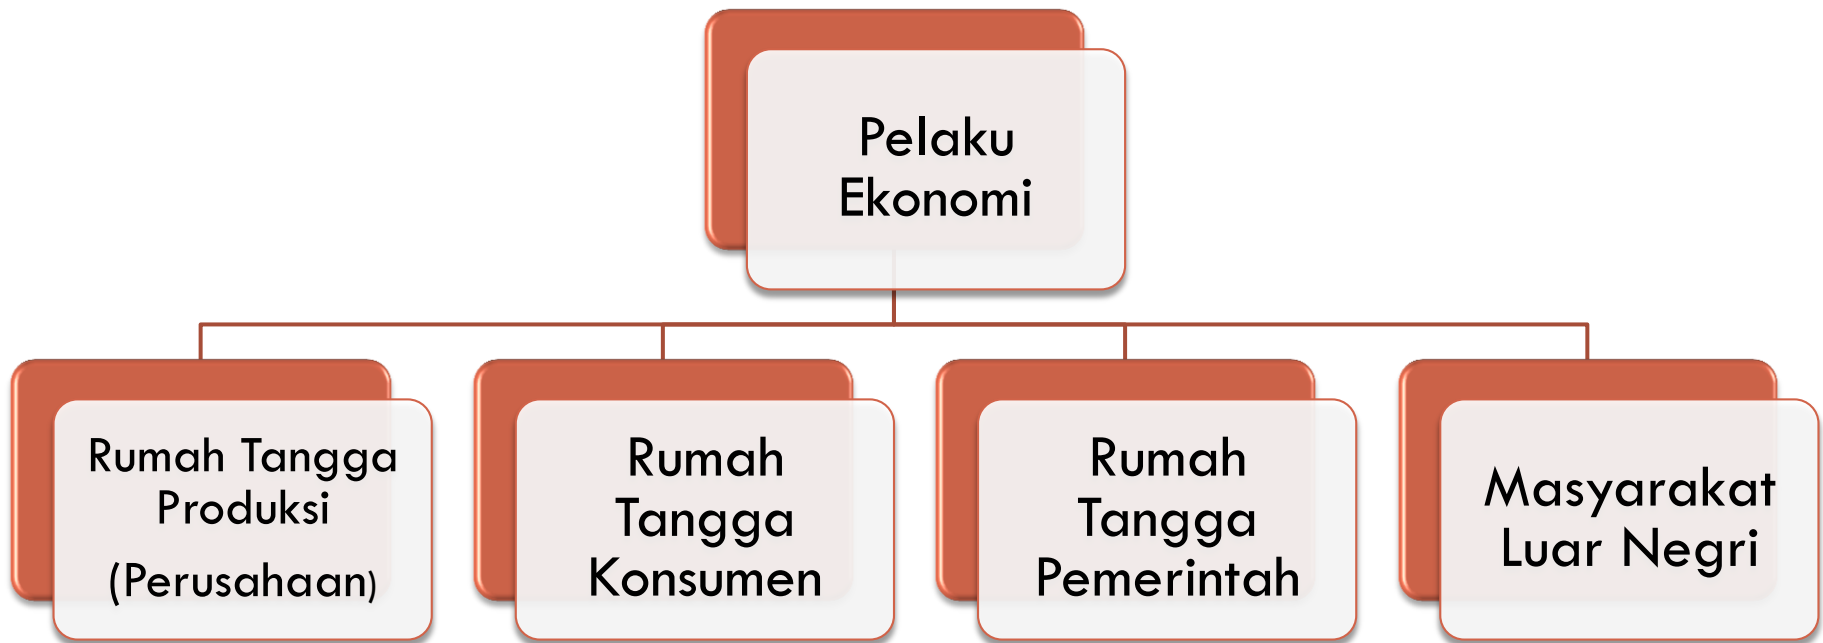 Pelaku
Ekonomi
Rumah Tangga
Produksi
(Perusahaan)
Rumah
Tangga
Konsumen
Rumah
Tangga
Pemerintah
Masyarakat
Luar Negri